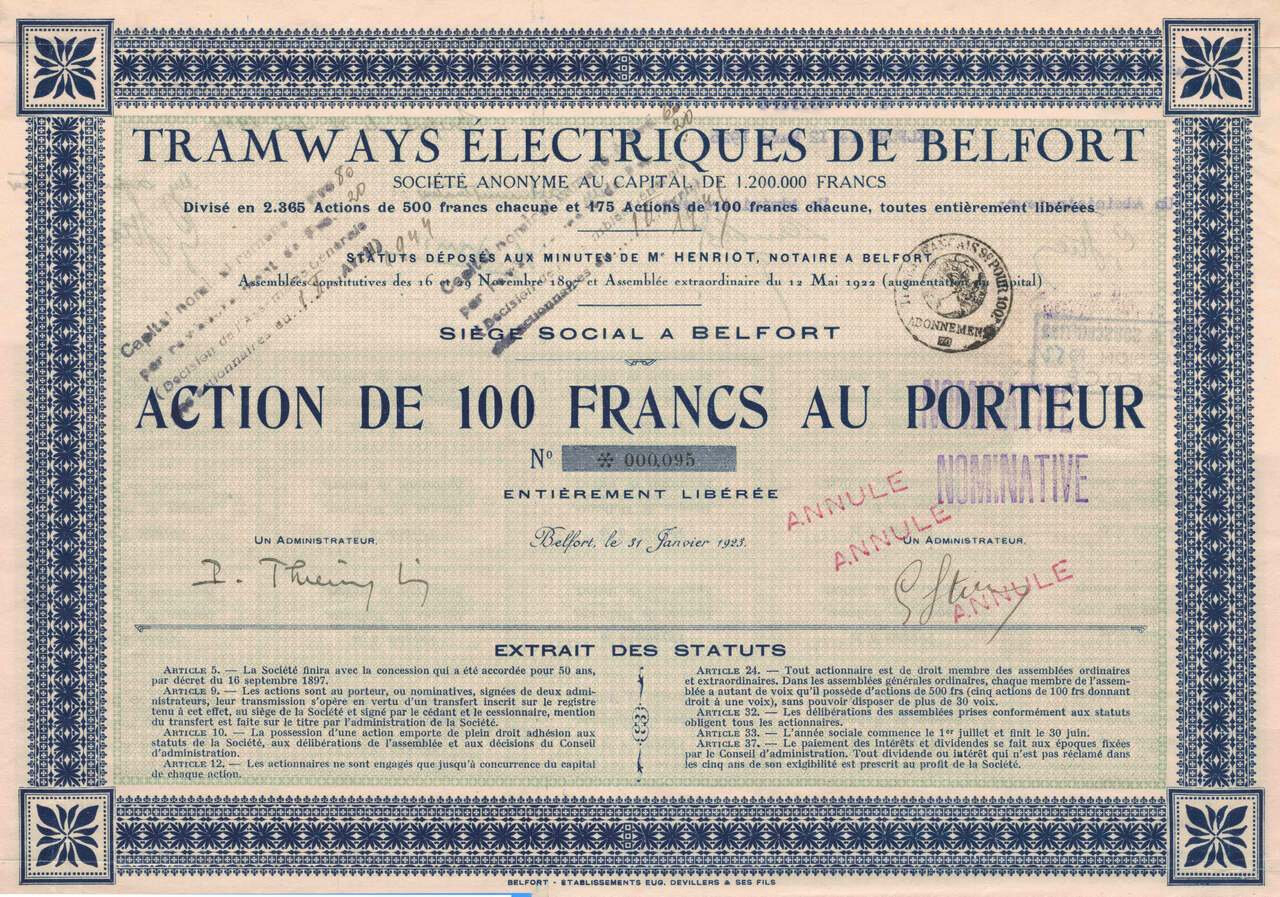 TRAMWAYS ÉLECTRIQUES DE BELFORT
SOCIÉTÉ ANONYME AU CAPITAL DE 1.200.000 FRANCS
Divisé en 2.365 Actions de 500 francs chacune et 175 Actions de 100 francs chacune, toutes entièrement libérées
STATUTS DÉPOSÉS AUX MINUTES DE Mᵉ HENRIOT, NOTAIRE A BELFORT
Assemblées constitutives des 16 et 29 Novembre 189 et Assemblée extraordinaire du 12 Mai 1922 (augmentation du Capital)
SIÈGE SOCIAL A BELFORT
ABONNEMENT
ACTION DE 100 FRANCS AU PORTEUR
Nº * 000,095
NOMINATIVE
ENTIÈREMENT LIBÉRÉE
ANNULE
ANNULE
ANNULE
UN ADMINISTRATEUR,
Belfort, le 31 Janvier 1923.
UN ADMINISTRATEUR,
EXTRAIT DES STATUTS
ARTICLE 5. — La Société finira avec la concession qui a été accordée pour 50 ans,
par décret du 16 septembre 1897.
ARTICLE 9. — Les actions sont au porteur, ou nominatives, signées de deux admi-
nistrateurs, leur transmission s'opère en vertu d'un transfert inscrit sur le registre
tenu à cet effet, au siège de la Société et signé par le cédant et le cessionnaire, mention
du transfert est faite sur le titre par l'administration de la Société.
ARTICLE 10. — La possession d'une action emporte de plein droit adhésion aux
statuts de la Société, aux délibérations de l'assemblée et aux décisions du Conseil
d'administration.
ARTICLE 12. — Les actionnaires ne sont engagés que jusqu'à concurrence du capital
de chaque action.
ARTICLE 24. — Tout actionnaire est de droit membre des assemblées ordinaires
et extraordinaires. Dans les assemblées générales ordinaires, chaque membre de l'assem-
blée a autant de voix qu'il possède d'actions de 500 frs (cinq actions de 100 frs donnant
droit à une voix), sans pouvoir disposer de plus de 30 voix.
ARTICLE 32. — Les délibérations des assemblées prises conformément aux statuts
obligent tous les actionnaires.
ARTICLE 33. — L'année sociale commence le 1ᵉʳ juillet et finit le 30 juin.
ARTICLE 37. — Le paiement des intérêts et dividendes se fait aux époques fixées
par le Conseil d'administration. Tout dividende ou intérêt qui n'est pas réclamé dans
les cinq ans de son exigibilité est prescrit au profit de la Société.
BELFORT - ETABLISSEMENTS EUG. DEVILLERS & SES FILS